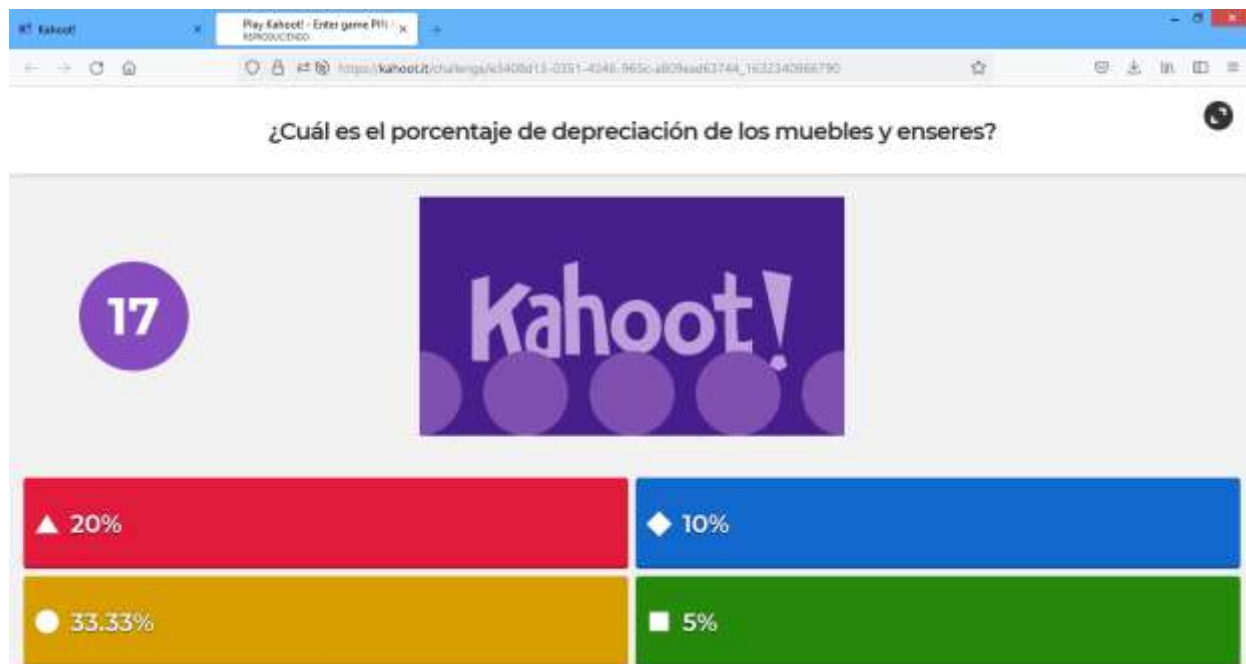 Kahoot!
Play Kahoot! - Enter game PIN
REPRODUCIENDO
¿Cuál es el porcentaje de depreciación de los muebles y enseres?
17
Kahoot!
20%
10%
33.33%
5%